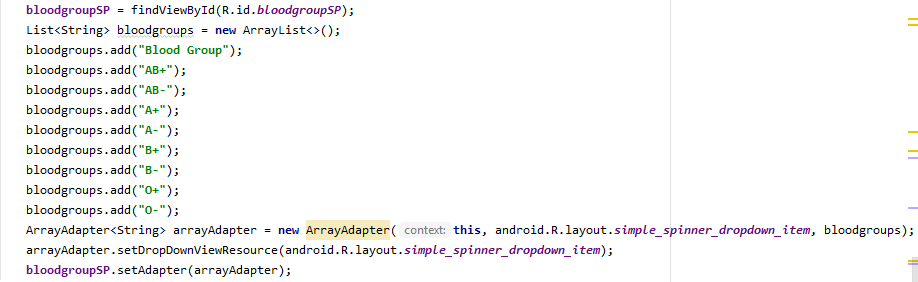 bloodgroupSP = findViewById(R.id.bloodgroupSP);
List<String> bloodgroups = new ArrayList<>();
bloodgroups.add("Blood Group");
bloodgroups.add("AB+");
bloodgroups.add("AB-");
bloodgroups.add("A+");
bloodgroups.add("A-");
bloodgroups.add("B+");
bloodgroups.add("B-");
bloodgroups.add("O+");
bloodgroups.add("O-");
ArrayAdapter<String> arrayAdapter = new ArrayAdapter( context: this, android.R.layout.simple_spinner_dropdown_item, bloodgroups);
arrayAdapter.setDropDownViewResource(android.R.layout.simple_spinner_dropdown_item);
bloodgroupSP.setAdapter(arrayAdapter);